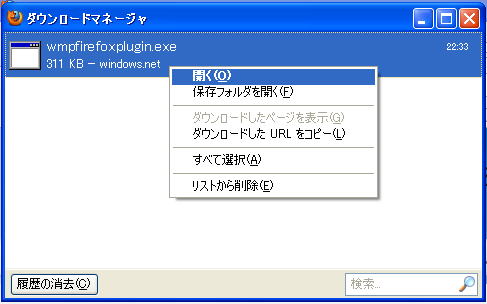 ダウンロードマネージャ
wmpfirefoxplugin.exe 22:33
311 KB — windows.net
開く(O)
保存フォルダを開く(F)
ダウンロードしたページを表示(G)
ダウンロードした URL をコピー(L)
すべて選択(A)
リストから削除(E)
履歴の消去(C) 検索...